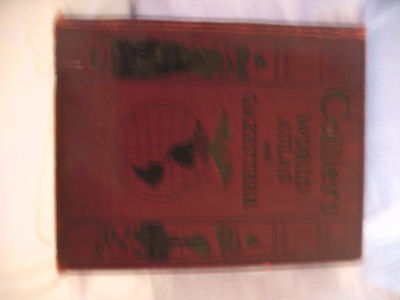 Collier's
WORLD
ATLAS
AND
GAZETTEER